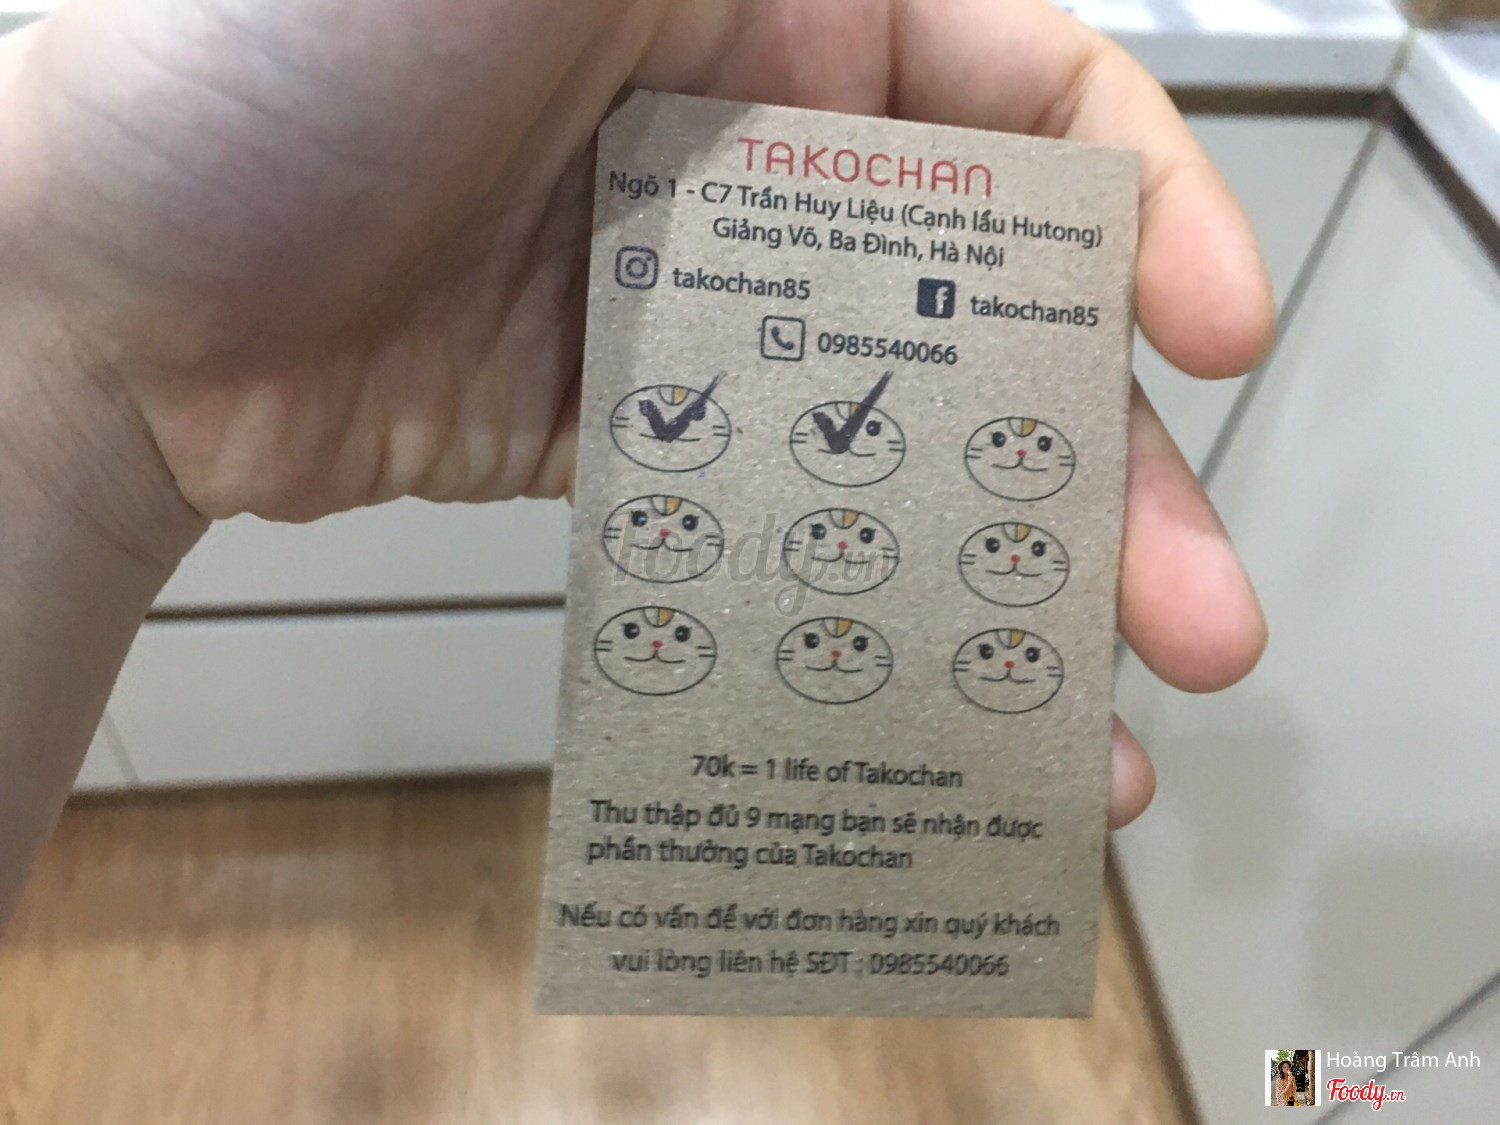 TAKOCHAN
Ngõ 1 - C7 Trần Huy Liệu (Cạnh lẩu Hutong)
Giảng Võ, Ba Đình, Hà Nội
takochan85
takochan85
0985540066
Foody.vn
70k = 1 life of Takochan
Thu thập đủ 9 mạng bạn sẽ nhận được
phần thưởng của Takochan
Nếu có vấn đề với đơn hàng xin quý khách
vui lòng liên hệ SĐT : 0985540066
Hoàng Trâm Anh
Foody.vn